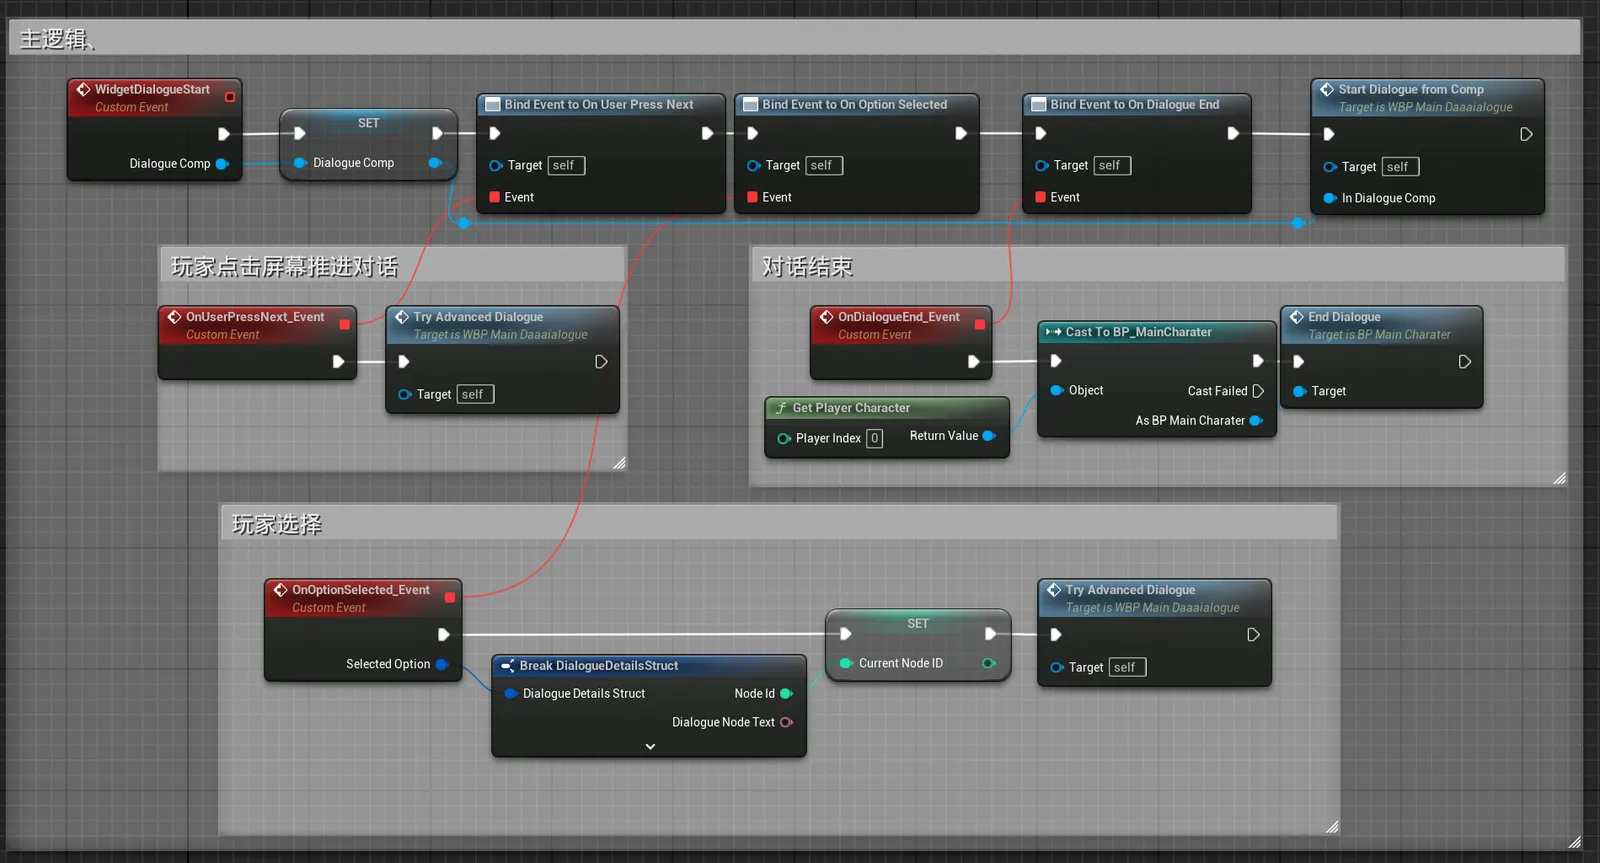 主逻辑、
WidgetDialogueStart
Custom Event
Dialogue Comp
SET
Dialogue Comp
Bind Event to On User Press Next
Target self
Event
Bind Event to On Option Selected
Target self
Event
Bind Event to On Dialogue End
Target self
Event
Start Dialogue from Comp
Target is WBP Main Daaaialogue
Target self
In Dialogue Comp
玩家点击屏幕推进对话
OnUserPressNext_Event
Custom Event
Try Advanced Dialogue
Target is WBP Main Daaaialogue
Target self
对话结束
OnDialogueEnd_Event
Custom Event
Get Player Character
Player Index 0
Return Value
Cast To BP_MainCharater
Object
Cast Failed
As BP Main Charater
End Dialogue
Target is BP Main Charater
Target
玩家选择
OnOptionSelected_Event
Custom Event
Selected Option
Break DialogueDetailsStruct
Dialogue Details Struct
Node Id
Dialogue Node Text
SET
Current Node ID
Try Advanced Dialogue
Target is WBP Main Daaaialogue
Target self